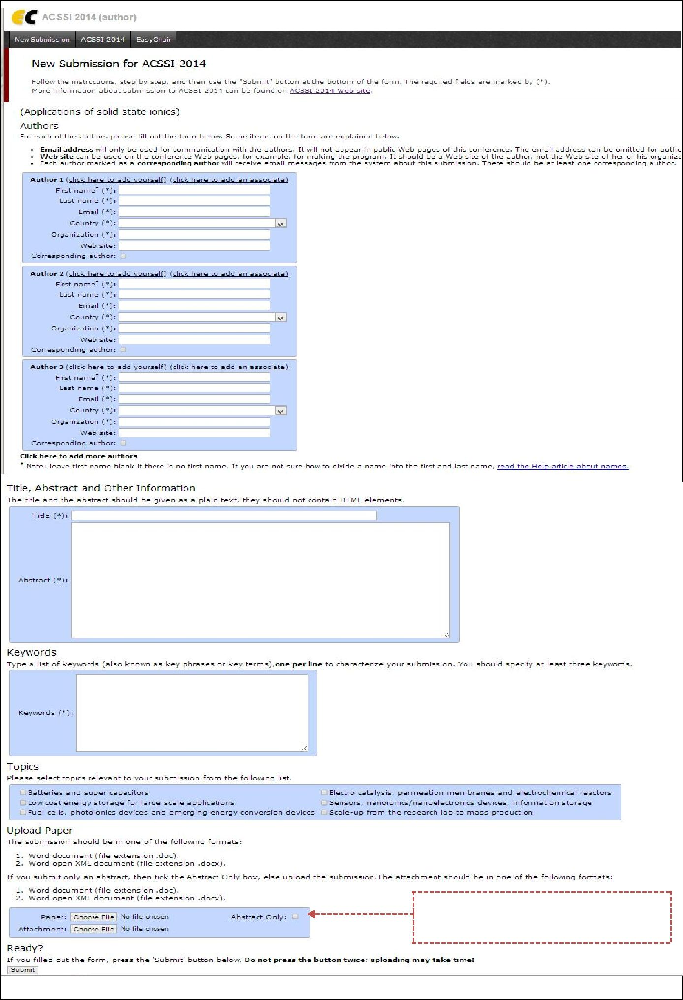 EC ACSSI 2014 (author)
New Submission ACSSI 2014 EasyChair
New Submission for ACSSI 2014
Follow the instructions, step by step, and then use the "Submit" button at the bottom of the form. The required fields are marked by (*).
More information about submission to ACSSI 2014 can be found on ACSSI 2014 Web site.
(Applications of solid state ionics)
Authors
For each of the authors please fill out the form below. Some items on the form are explained below.
• Email address will only be used for communication with the authors. It will not appear in public Web pages of this conference. The email address can be omitted for autho
• Web site can be used on the conference Web pages, for example, for making the program. It should be a Web site of the author, not the Web site of her or his organiza
• Each author marked as a corresponding author will receive email messages from the system about this submission. There should be at least one corresponding author.
Author 1 (click here to add yourself) (click here to add an associate)
First name† (*):
Last name (*):
Email (*):
Country (*):
Organization (*):
Web site:
Corresponding author:
Author 2 (click here to add yourself) (click here to add an associate)
First name† (*):
Last name (*):
Email (*):
Country (*):
Organization (*):
Web site:
Corresponding author:
Author 3 (click here to add yourself) (click here to add an associate)
First name† (*):
Last name (*):
Email (*):
Country (*):
Organization (*):
Web site:
Corresponding author:
Click here to add more authors
† Note: leave first name blank if there is no first name. If you are not sure how to divide a name into the first and last name, read the Help article about names.
Title, Abstract and Other Information
The title and the abstract should be given as a plain text, they should not contain HTML elements.
Title (*):
Abstract (*):
Keywords
Type a list of keywords (also known as key phrases or key terms),one per line to characterize your submission. You should specify at least three keywords.
Keywords (*):
Topics
Please select topics relevant to your submission from the following list.
Batteries and super capacitors Electro catalysis, permeation membranes and electrochemical reactors
Low cost energy storage for large scale applications Sensors, nanoionics/nanoelectronics devices, information storage
Fuel cells, photoionics devices and emerging energy conversion devices Scale-up from the research lab to mass production
Upload Paper
The submission should be in one of the following formats:
1. Word document (file extension .doc).
2. Word open XML document (file extension .docx).
If you submit only an abstract, then tick the Abstract Only box, else upload the submission.The attachment should be in one of the following formats:
1. Word document (file extension .doc).
2. Word open XML document (file extension .docx).
Paper: Choose File No file chosen Abstract Only:
Attachment: Choose File No file chosen
Ready?
If you filled out the form, press the 'Submit' button below. Do not press the button twice: uploading may take time!
Submit